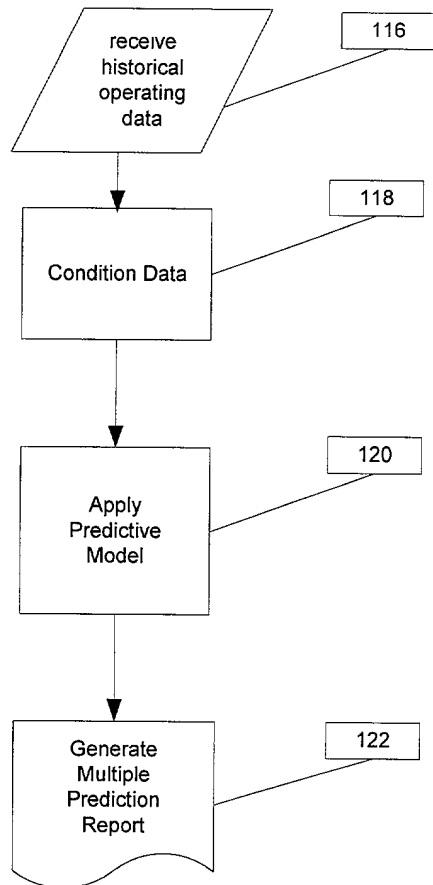 receive
historical
operating
data
116
118
Condition Data
120
Apply
Predictive
Model
122
Generate
Multiple
Prediction
Report